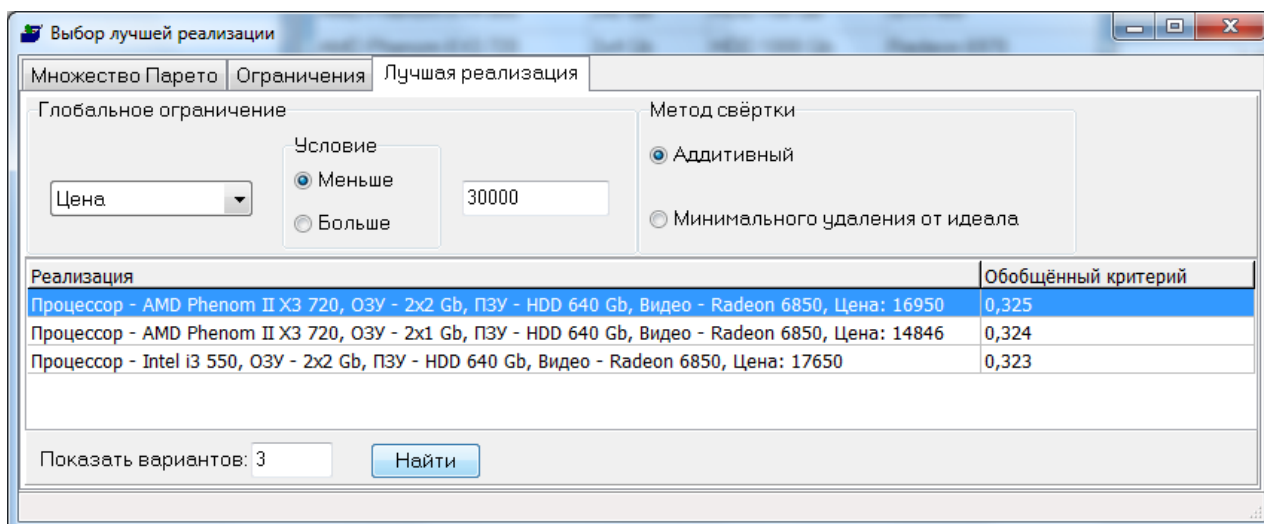 Выбор лучшей реализации
Множество Парето Ограничения Лучшая реализация
Глобальное ограничение
Метод свёртки
Условие
Цена
Меньше
Больше
30000
Аддитивный
Минимального удаления от идеала
Реализация Обобщённый критерий
Процессор - AMD Phenom II X3 720, ОЗУ - 2x2 Gb, ПЗУ - HDD 640 Gb, Видео - Radeon 6850, Цена: 16950 0,325
Процессор - AMD Phenom II X3 720, ОЗУ - 2x1 Gb, ПЗУ - HDD 640 Gb, Видео - Radeon 6850, Цена: 14846 0,324
Процессор - Intel i3 550, ОЗУ - 2x2 Gb, ПЗУ - HDD 640 Gb, Видео - Radeon 6850, Цена: 17650 0,323
Показать вариантов: 3 Найти